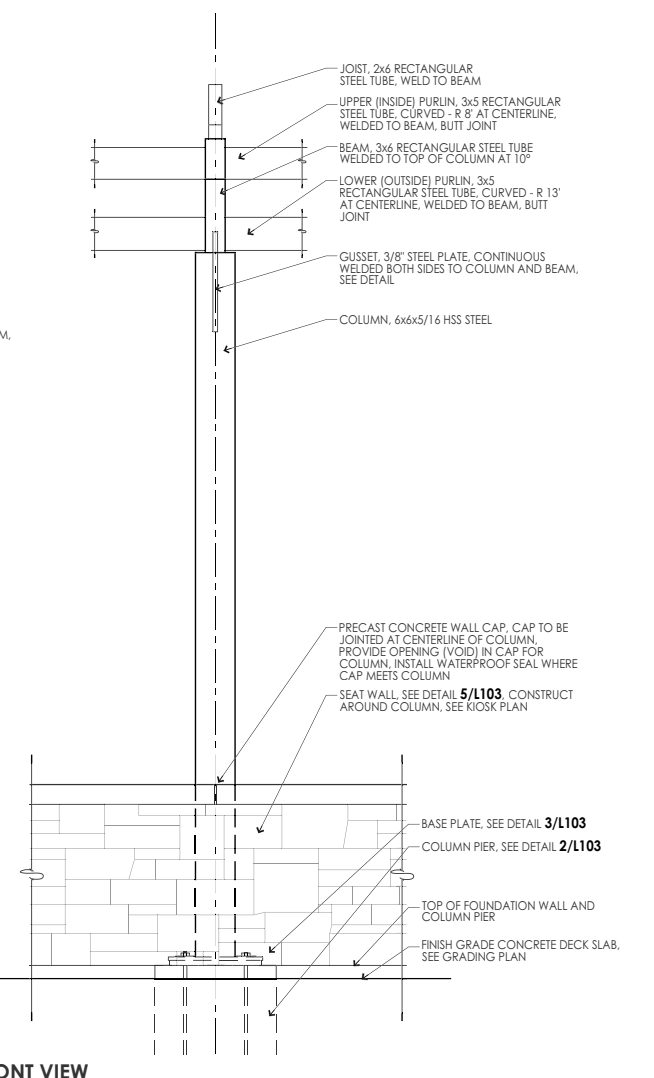 JOIST, 2x6 RECTANGULAR
STEEL TUBE, WELD TO BEAM
UPPER (INSIDE) PURLIN, 3x5 RECTANGULAR
STEEL TUBE, CURVED - R 8' AT CENTERLINE,
WELDED TO BEAM, BUTT JOINT
BEAM, 3x6 RECTANGULAR STEEL TUBE
WELDED TO TOP OF COLUMN AT 10°
LOWER (OUTSIDE) PURLIN, 3x5
RECTANGULAR STEEL TUBE, CURVED - R 13'
AT CENTERLINE, WELDED TO BEAM, BUTT
JOINT
GUSSET, 3/8" STEEL PLATE, CONTINUOUS
WELDED BOTH SIDES TO COLUMN AND BEAM,
SEE DETAIL
COLUMN, 6x6x5/16 HSS STEEL
M,
PRECAST CONCRETE WALL CAP, CAP TO BE
JOINTED AT CENTERLINE OF COLUMN,
PROVIDE OPENING (VOID) IN CAP FOR
COLUMN, INSTALL WATERPROOF SEAL WHERE
CAP MEETS COLUMN
SEAT WALL, SEE DETAIL 5/L103, CONSTRUCT
AROUND COLUMN, SEE KIOSK PLAN
BASE PLATE, SEE DETAIL 3/L103
COLUMN PIER, SEE DETAIL 2/L103
TOP OF FOUNDATION WALL AND
COLUMN PIER
FINISH GRADE CONCRETE DECK SLAB,
SEE GRADING PLAN
ONT VIEW